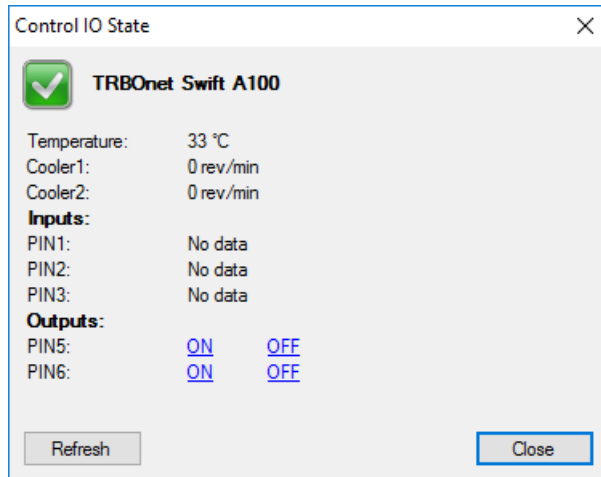 Control IO State
TRBOnet Swift A100
Temperature: 33 °C
Cooler1: 0 rev/min
Cooler2: 0 rev/min
Inputs:
PIN1: No data
PIN2: No data
PIN3: No data
Outputs:
PIN5: ON OFF
PIN6: ON OFF
Refresh Close